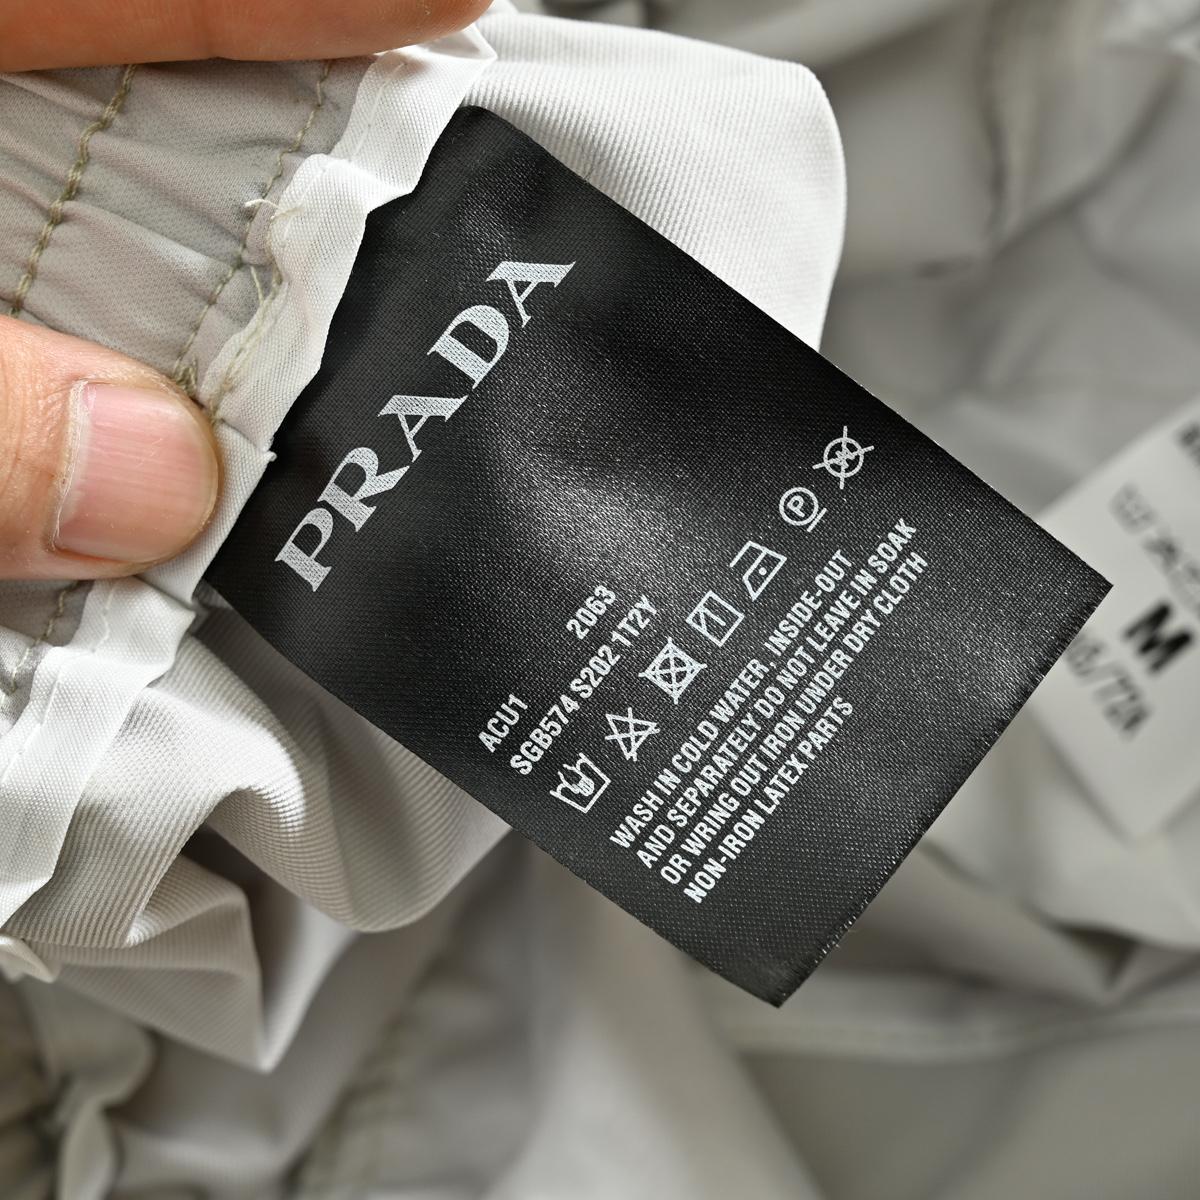 PRADA
ACU1 2063
SGB574 S202 1T2Y
WASH IN COLD WATER, INSIDE-OUT
AND SEPARATELY DO NOT LEAVE IN SOAK
OR WRING OUT IRON UNDER DRY CLOTH
NON-IRON LATEX PARTS
P
M